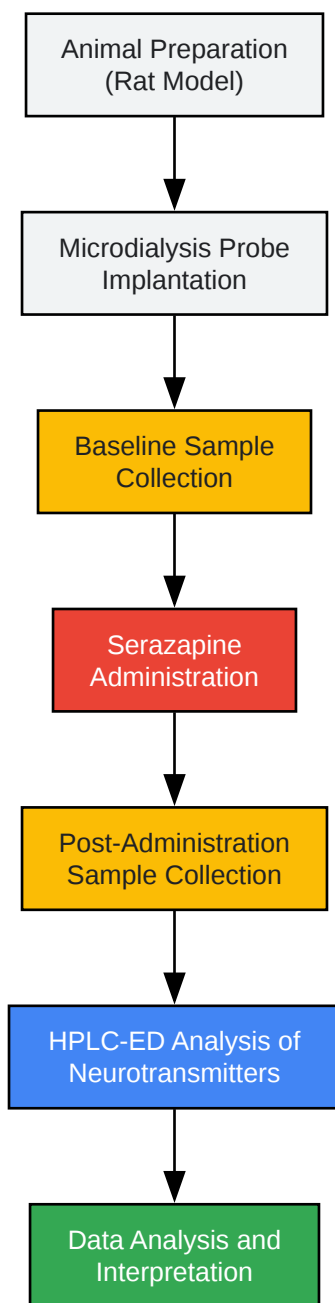 Animal Preparation
(Rat Model)
Microdialysis Probe
Implantation
Baseline Sample
Collection
Serazapine
Administration
Post-Administration
Sample Collection
HPLC-ED Analysis of
Neurotransmitters
Data Analysis and
Interpretation